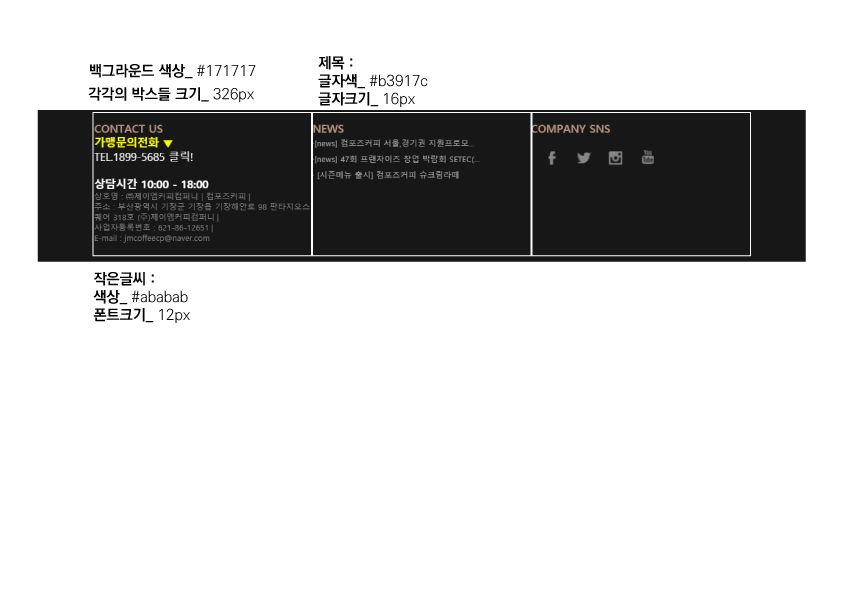 백그라운드 색상_ #171717
각각의 박스들 크기_ 326px
제목 :
글자색_ #b3917c
글자크기_ 16px
CONTACT US
가맹문의전화 ▼
TEL.1899-5685 클릭!
상담시간 10:00 - 18:00
상호명 : ㈜제이엠커피컴퍼니 | 컴포즈커피 |
주소 : 부산광역시 기장군 기장읍 기장해안로 98 판타지오스
퀘어 318호 (주)제이엠커피컴퍼니 |
사업자등록번호 : 621-86-12651 |
E-mail : jmcoffeecp@naver.com
NEWS
·[news] 컴포즈커피 서울,경기권 지원프로모...
·[news] 47회 프랜차이즈 창업 박람회 SETEC(...
· [시즌메뉴 출시] 컴포즈커피 슈크림라떼
COMPANY SNS
You Tube
작은글씨 :
색상_ #ababab
폰트크기_ 12px